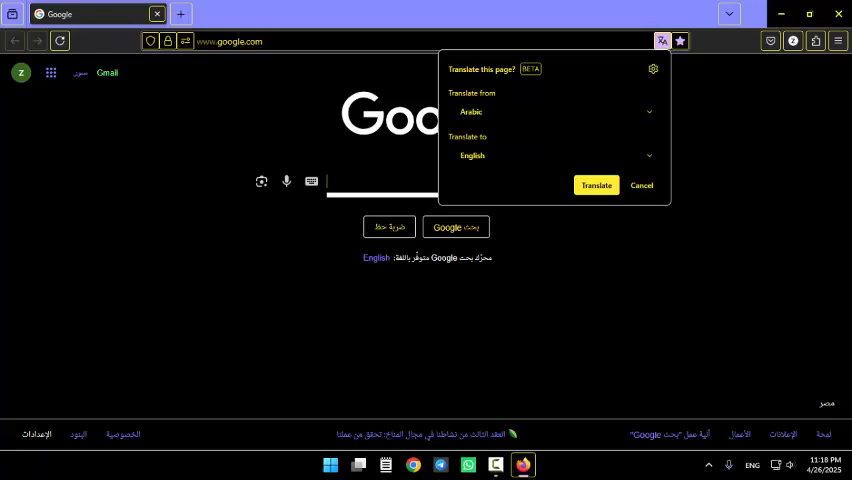 Google
www.google.com
Z
صور
Gmail
Translate this page? BETA
Translate from
Arabic
Translate to
English
Translate
Cancel
بحث Google
ضربة حظ
محرّك بحث Google متوفّر باللغة: English
مصر
لمحة
الإعلانات
الأعمال
آلية عمل "بحث Google"
العقد الثالث من نشاطنا في مجال المناخ: تحقق من عملنا
الخصوصية
البنود
الإعدادات
ENG
11:18 PM
4/26/2025